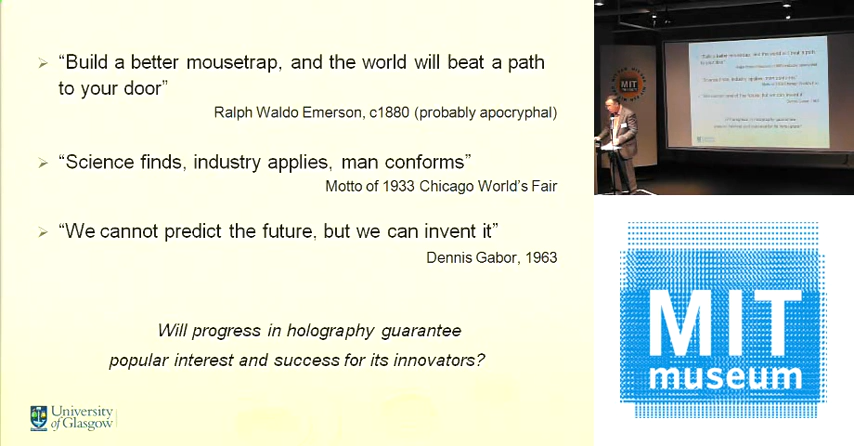 “Build a better mousetrap, and the world will beat a path
to your door”
Ralph Waldo Emerson, c1880 (probably apocryphal)
“Science finds, industry applies, man conforms”
Motto of 1933 Chicago World’s Fair
“We cannot predict the future, but we can invent it”
Dennis Gabor, 1963
Will progress in holography guarantee
popular interest and success for its innovators?
University
of Glasgow
MIT
MIT
museum